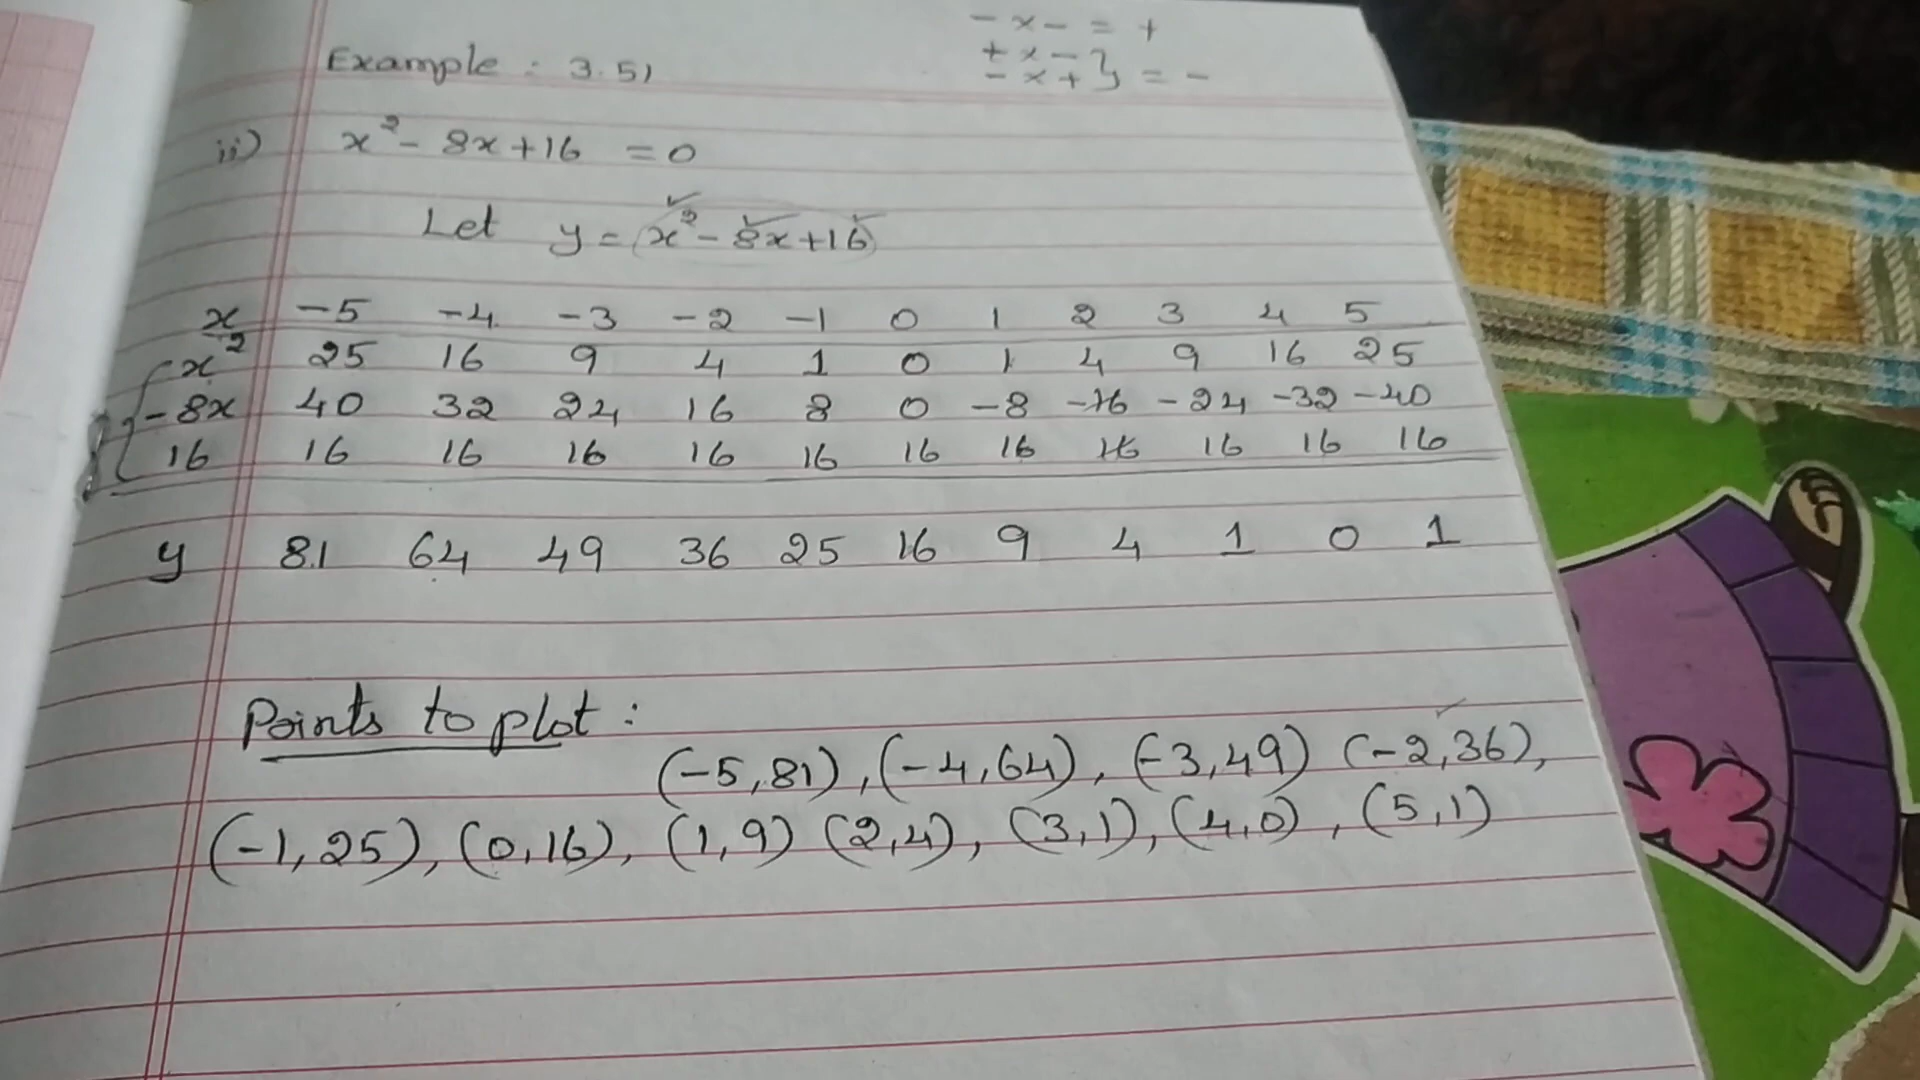 - x - = +
+ x - }
- x + } = -
Example : 3.51
ii) x² - 8x + 16 = 0
Let y = x² - 8x + 16
x -5 -4 -3 -2 -1 0 1 2 3 4 5
x² 25 16 9 4 1 0 1 4 9 16 25
-8x 40 32 24 16 8 0 -8 -16 -24 -32 -40
16 16 16 16 16 16 16 16 16 16 16 16
y 81 64 49 36 25 16 9 4 1 0 1
Points to plot :
(-5,81), (-4,64), (-3,49) (-2,36),
(-1,25), (0,16), (1,9) (2,4), (3,1), (4,0), (5,1)